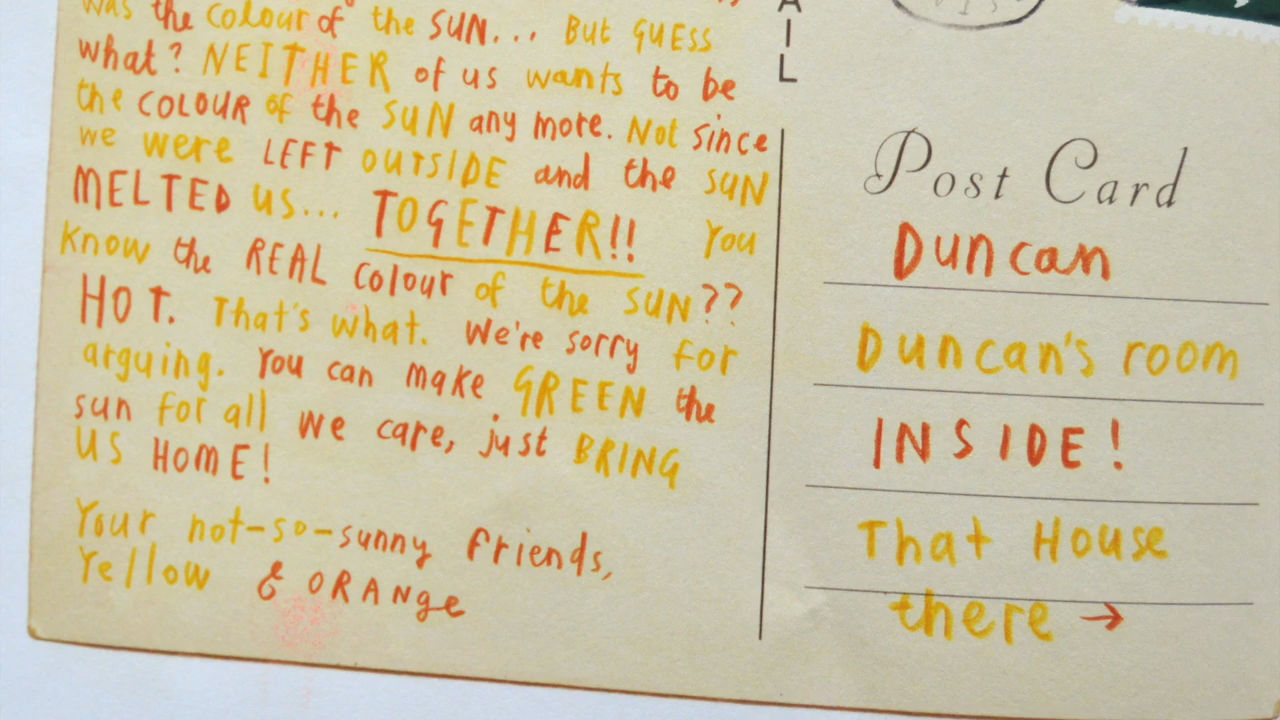 was the colour of the SUN... But GUESS
what? NEITHER of us wants to be
the COLOUR of the SUN any more. Not since
we were LEFT OUTSIDE and the SUN
MELTED us... TOGETHER!! You
know the REAL colour of the SUN??
HOT. That's what. We're sorry for
arguing. You can make GREEN the
sun for all we care, just BRING
US HOME!
Your not-so-sunny friends,
Yellow & ORANge
AIL
Post Card
Duncan
Duncan's room
INSIDE!
That House
there →